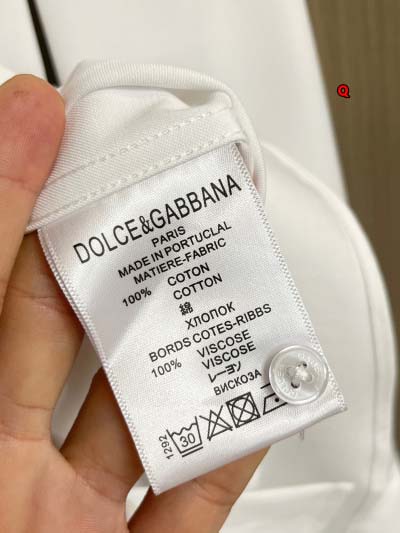 Q
DOLCE&GABBANA
PARIS
MADE IN PORTUCLAL
MATIERE-FABRIC
100% COTON
COTTON
綿
ХЛОПОК
BORDS COTES-RIBBS
100% VISCOSE
VISCOSE
レーヨン
ВИСКОЗА
1292
30